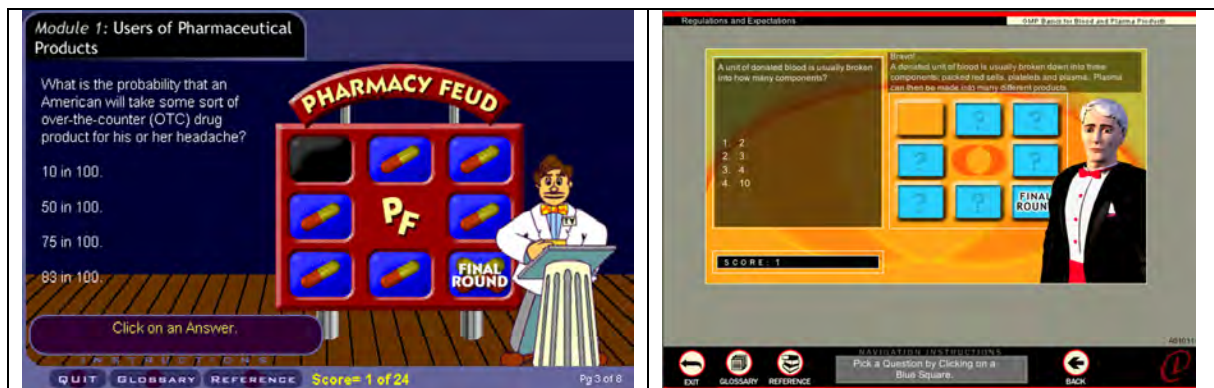 Module 1: Users of Pharmaceutical
Products
What is the probability that an
American will take some sort of
over-the-counter (OTC) drug
product for his or her headache?
10 in 100.
50 in 100.
75 in 100.
83 in 100.
PHARMACY FEUD
PF
FINAL
ROUND
Click on an Answer.
INSTRUCTIONS
QUIT GLOSSARY REFERENCE Score= 1 of 24 Pg 3 of 8
Regulations and Expectations
GMP Basics for Blood and Plasma Products
A unit of donated blood is usually broken
into how many components?
1. 2
2. 3
3. 4
4. 10
Bravo!
A donated unit of blood is usually broken down into three
components: packed red cells, platelets and plasma. Plasma
can then be made into many different products.
? ?
? ?
? ? FINAL
ROUN
SCORE: 1
NAVIGATION INSTRUCTIONS
Pick a Question by Clicking on a
Blue Square.
EXIT GLOSSARY REFERENCE BACK